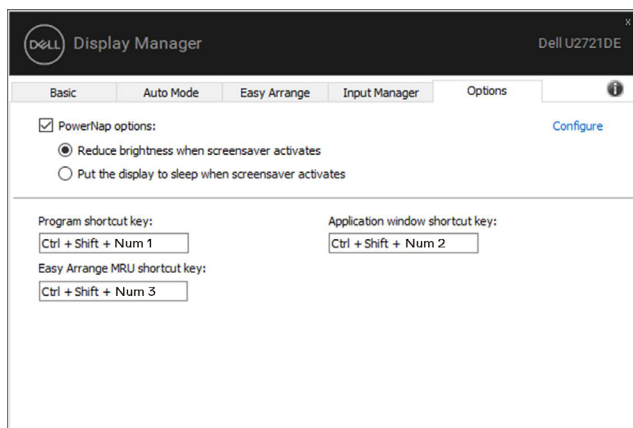 x
DELL Display Manager
Dell U2721DE
Basic
Auto Mode
Easy Arrange
Input Manager
Options
i
PowerNap options:
Configure
Reduce brightness when screensaver activates
Put the display to sleep when screensaver activates
Program shortcut key:
Application window shortcut key:
Ctrl + Shift + Num 1
Ctrl + Shift + Num 2
Easy Arrange MRU shortcut key:
Ctrl + Shift + Num 3